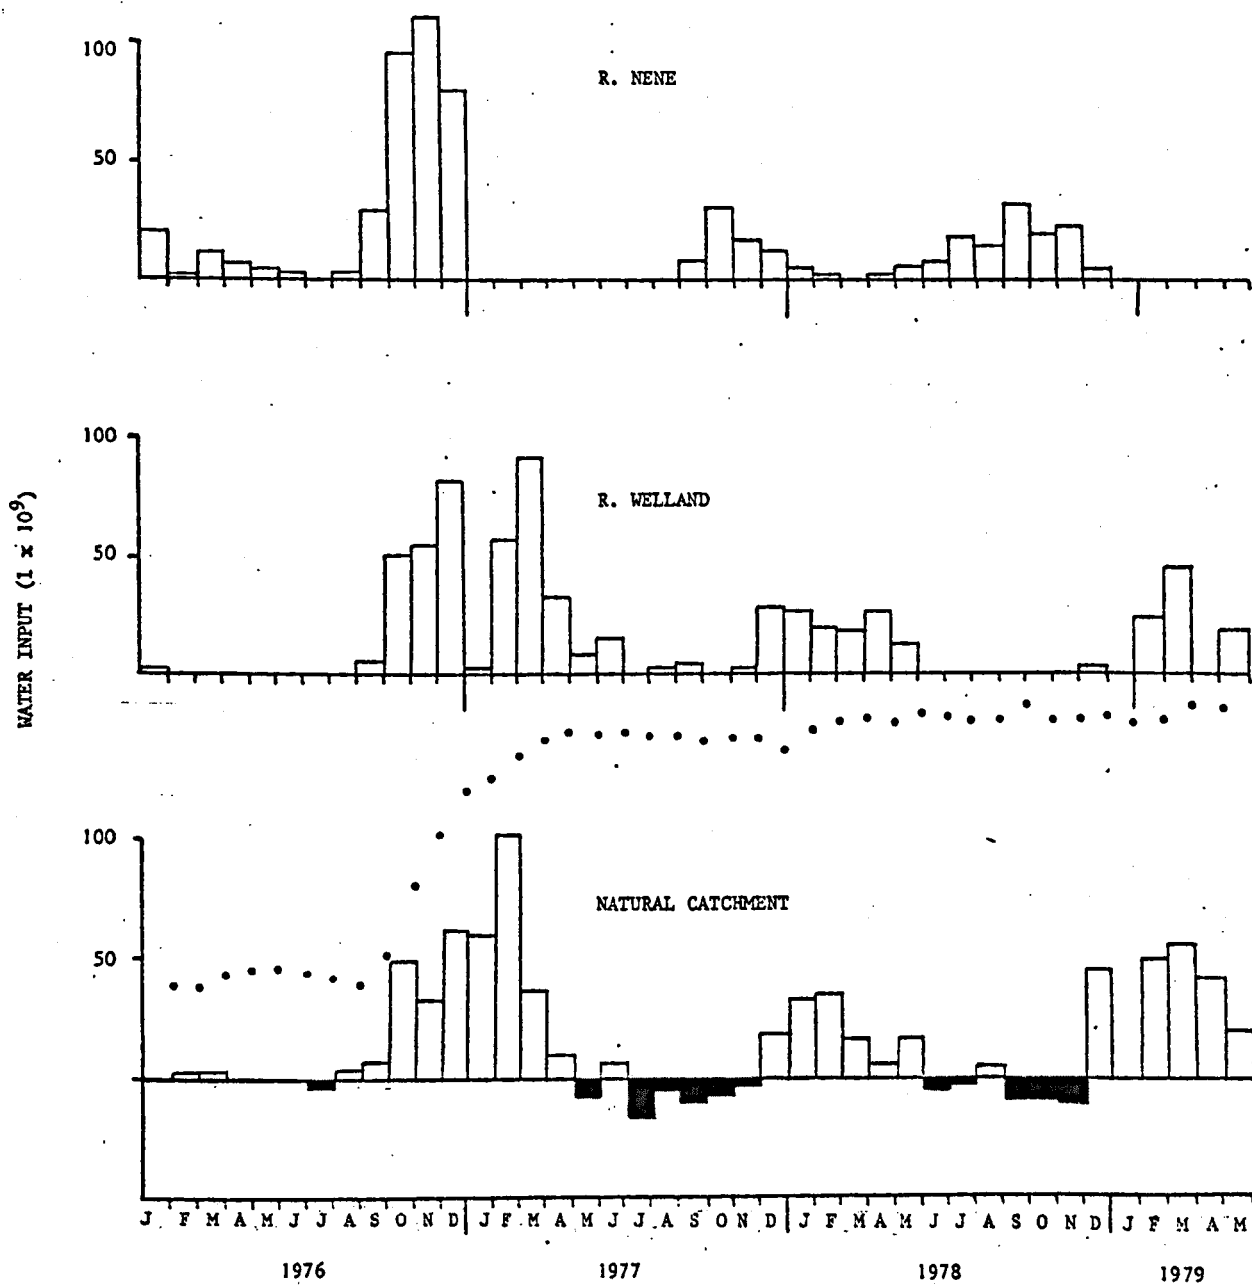 100
50
R. NENE
100
50
R. WELLAND
WATER INPUT (1 x 10⁹)
100
50
NATURAL CATCHMENT
J F M A M J J A S O N D J F M A M J J A S O N D J F M A M J J A S O N D J F M A M
1976 1977 1978 1979